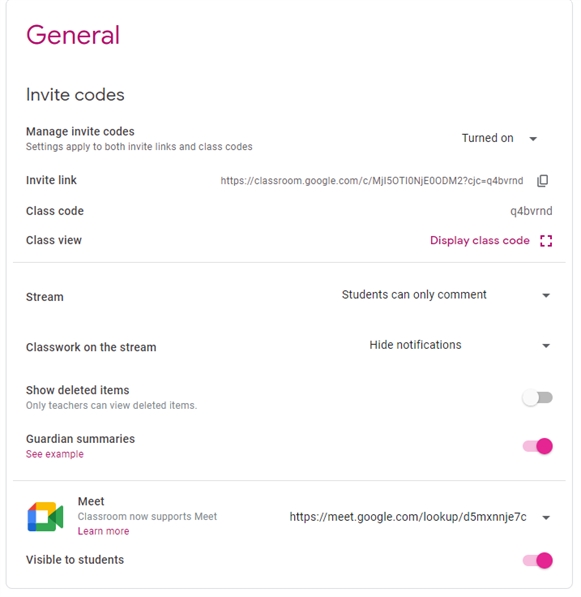 General
Invite codes
Manage invite codes
Settings apply to both invite links and class codes
Turned on
Invite link
https://classroom.google.com/c/MjI5OTI0NjE0ODM2?cjc=q4bvrnd
Class code
q4bvrnd
Class view
Display class code
Stream
Students can only comment
Classwork on the stream
Hide notifications
Show deleted items
Only teachers can view deleted items.
Guardian summaries
See example
Meet
Classroom now supports Meet
Learn more
https://meet.google.com/lookup/d5mxnnje7c
Visible to students